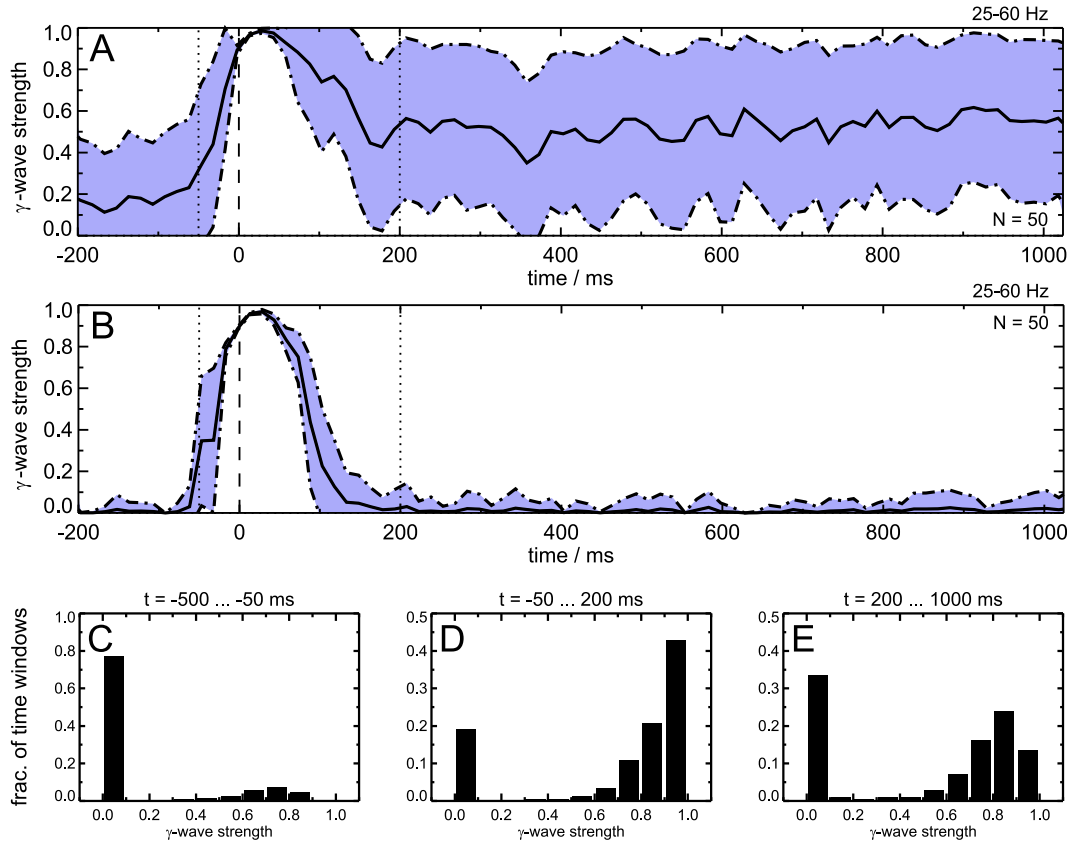 25-60 Hz
A
1.0
0.8
0.6
0.4
0.2
0.0
γ-wave strength
N = 50
-200 0 200 400 600 800 1000
time / ms
25-60 Hz
B
N = 50
1.0
0.8
0.6
0.4
0.2
0.0
γ-wave strength
-200 0 200 400 600 800 1000
time / ms
t = -500 ... -50 ms
C
1.0
0.8
0.6
0.4
0.2
0.0
frac. of time windows
0.0 0.2 0.4 0.6 0.8 1.0
γ-wave strength
t = -50 ... 200 ms
D
0.5
0.4
0.3
0.2
0.1
0.0
0.0 0.2 0.4 0.6 0.8 1.0
γ-wave strength
t = 200 ... 1000 ms
E
0.5
0.4
0.3
0.2
0.1
0.0
0.0 0.2 0.4 0.6 0.8 1.0
γ-wave strength